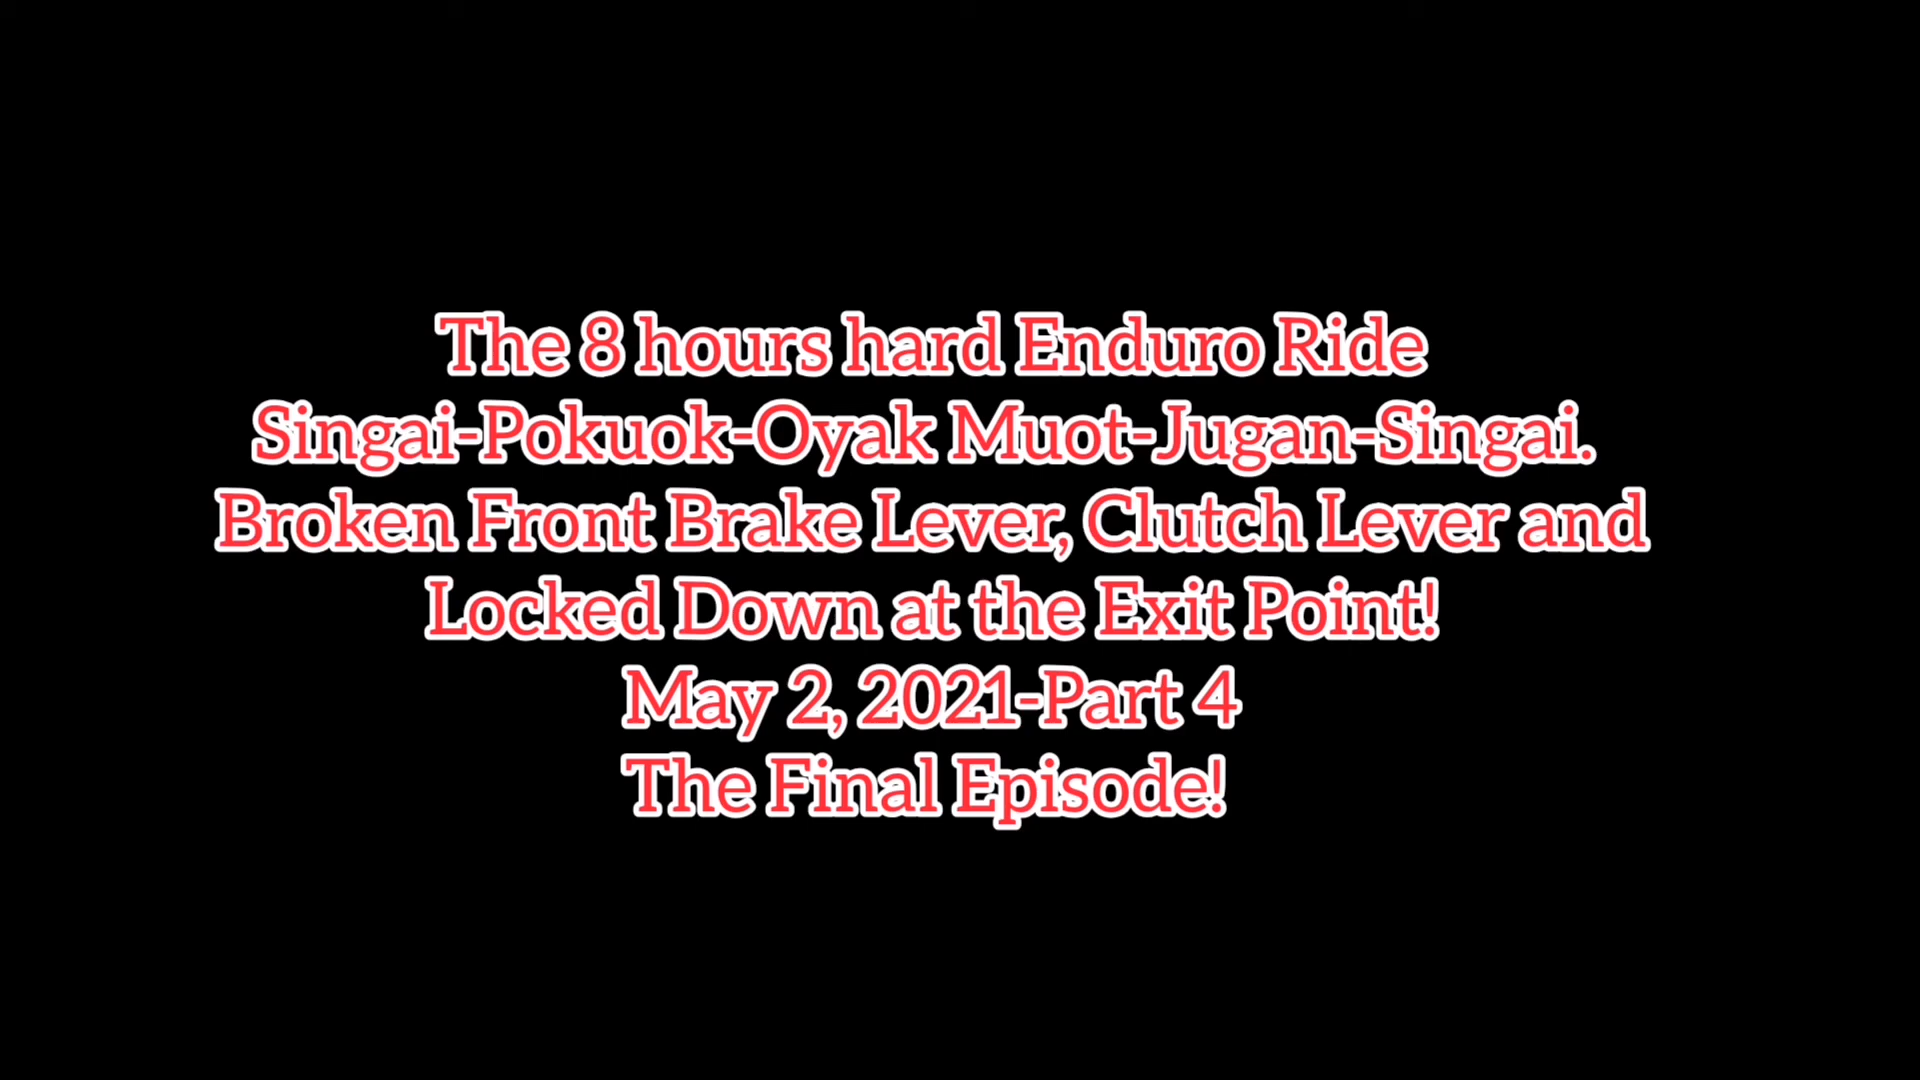 The 8 hours hard Enduro Ride
Singai-Pokuok-Oyak Muot-Jugan-Singai.
Broken Front Brake Lever, Clutch Lever and
Locked Down at the Exit Point!
May 2, 2021-Part 4
The Final Episode!